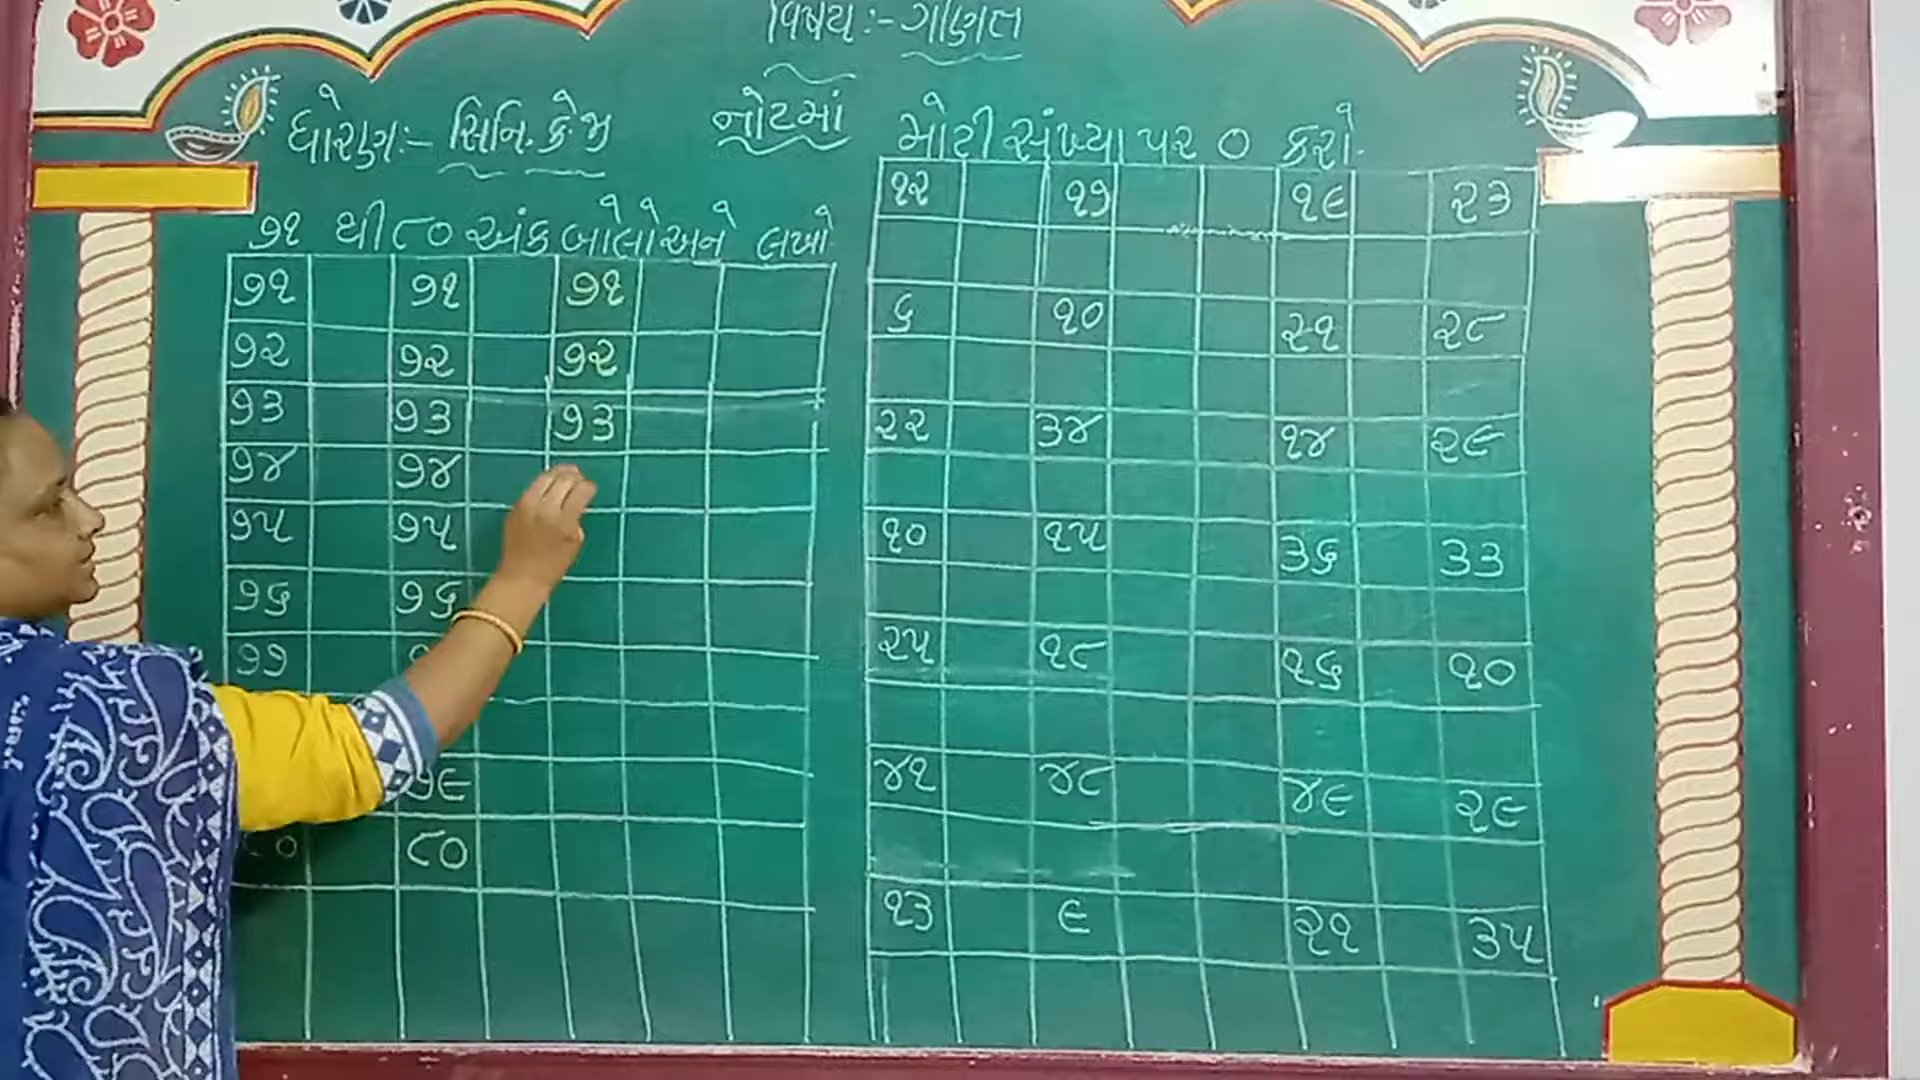 વિષય:- ગણિત
ધોરણ:- સિનિ. કે.જી
નોટમાં
૭૧ થી ૮૦ અંક બોલો અને લખો
૭૧ ૭૧ ૭૧
૭૨ ૭૨ ૭૨
૭૩ ૭૩ ૭૩
૭૪ ૭૪
૭૫ ૭૫
૭૬ ૭૬
૭૭
૭૯
૦ ૮૦
મોટી સંખ્યા પર ૦ કરો.
૧૨ ૧૭ ૧૯ ૨૩
૬ ૧૦ ૨૧ ૨૮
૨૨ ૩૪ ૧૪ ૨૯
૧૦ ૧૫ ૩૬ ૩૩
૨૫ ૧૮ ૧૬ ૧૦
૪૧ ૪૮ ૪૯ ૨૯
૧૩ ૯ ૨૧ ૩૫